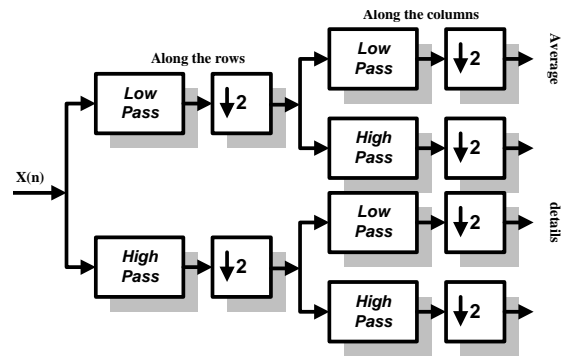 Along the columns
Along the rows
Low
Pass
↓2
Average
Low
Pass
↓2
High
Pass
↓2
X(n)
Low
Pass
↓2
details
High
Pass
↓2
High
Pass
↓2